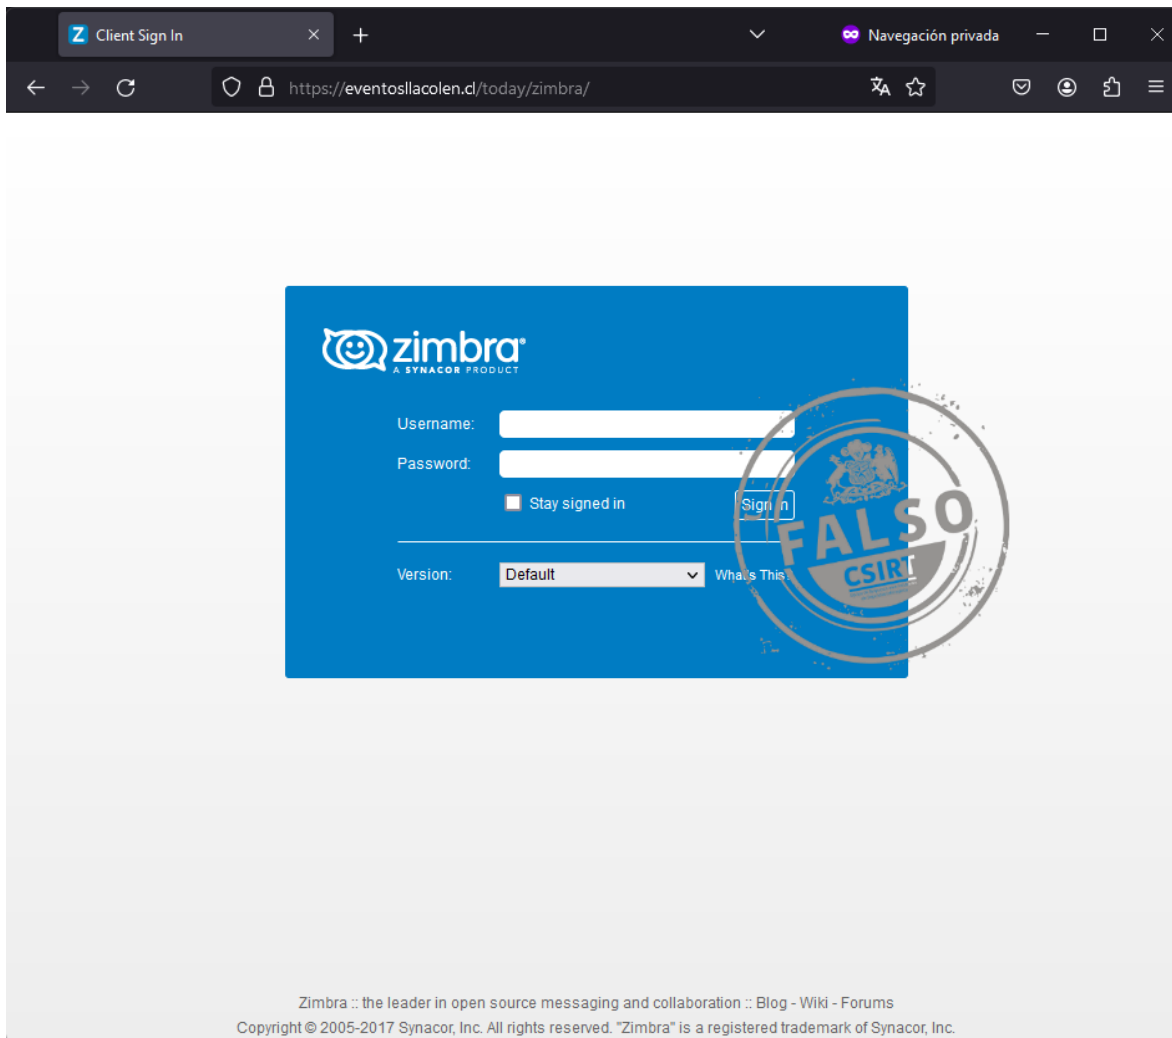 Client Sign In
Navegación privada
https://eventosllacolen.cl/today/zimbra/
zimbra®
A SYNACOR PRODUCT
Username:
Password:
Stay signed in
Sign In
Version:
Default
What's This?
FALSO
CSIRT
Zimbra :: the leader in open source messaging and collaboration :: Blog - Wiki - Forums
Copyright © 2005-2017 Synacor, Inc. All rights reserved. "Zimbra" is a registered trademark of Synacor, Inc.